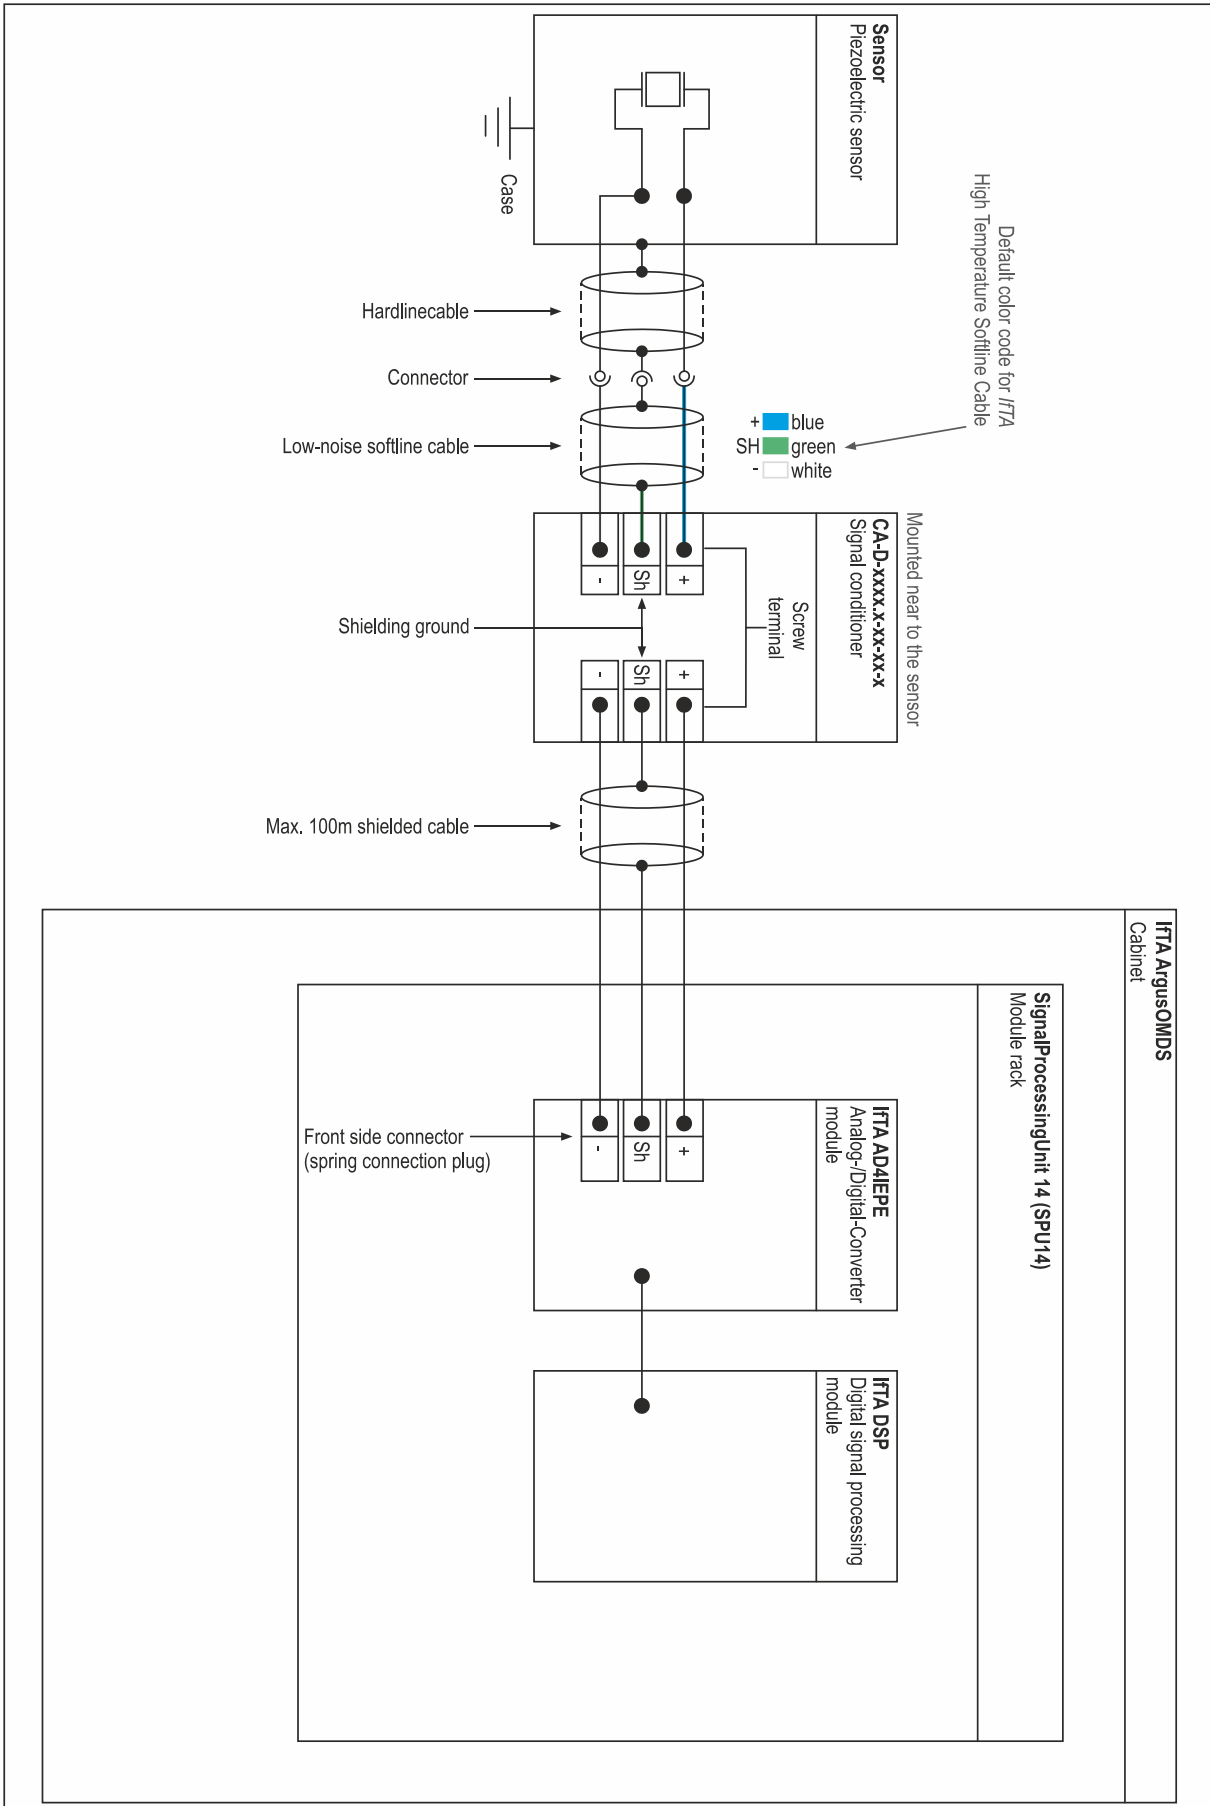 Sensor
Piezoelectric sensor
Case
Default color code for IfTA
High Temperature Softline Cable
Hardlinecable
Connector
Low-noise softline cable
+ blue
SH green
- white
Mounted near to the sensor
CA-D-xxxx.x-xx-xx-x
Signal conditioner
Screw
terminal
- Sh +
Shielding ground
- Sh +
Max. 100m shielded cable
IfTA ArgusOMDS
Cabinet
SignalProcessingUnit 14 (SPU14)
Module rack
IfTA AD4IEPE
Analog-/Digital-Converter
module
Front side connector
(spring connection plug)
- Sh +
IfTA DSP
Digital signal processing
module